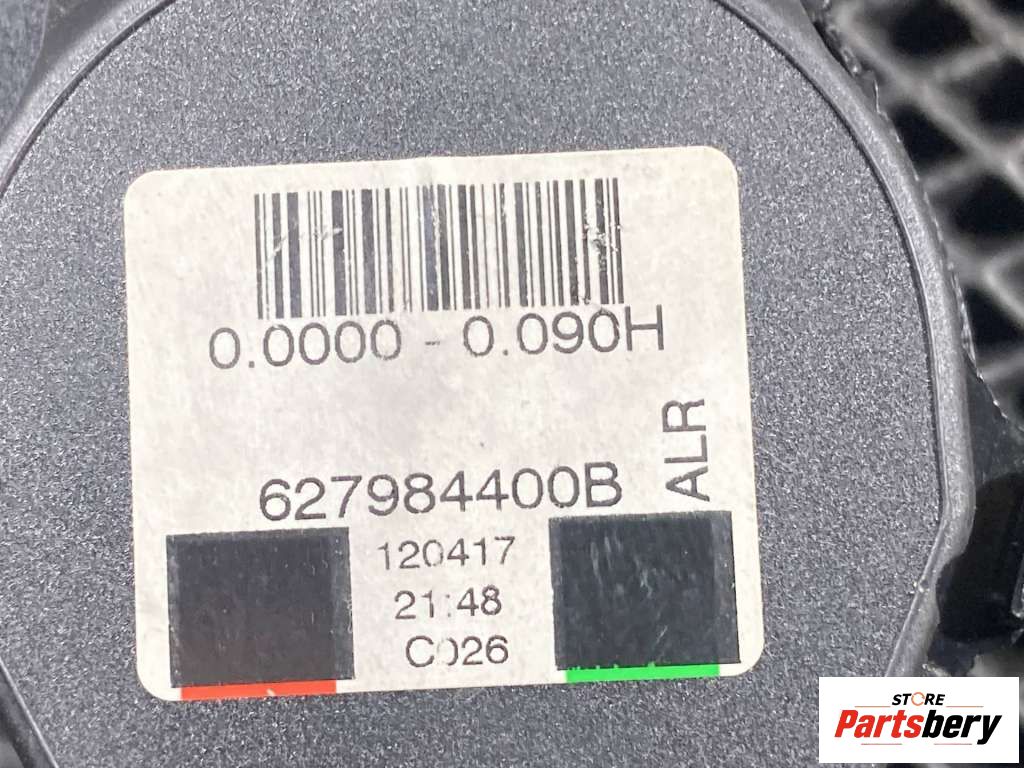 0.0000 - 0.090H
ALR
627984400B
120417
21:48
C026
STORE
Partsbery